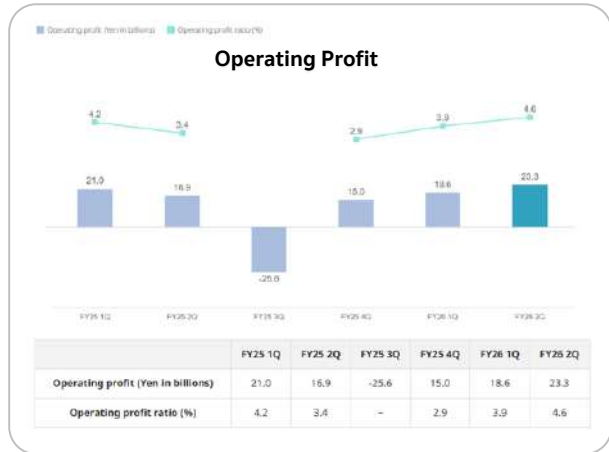 Operating profit (Yen in billions) Operating profit ratio (%)
Operating Profit
4.2 3.4 2.9 3.9 4.6
21.0 16.9 -25.6 15.0 18.6 23.3
FY25 1Q FY25 2Q FY25 3Q FY25 4Q FY26 1Q FY26 2Q
FY25 1Q FY25 2Q FY25 3Q FY25 4Q FY26 1Q FY26 2Q
Operating profit (Yen in billions) 21.0 16.9 -25.6 15.0 18.6 23.3
Operating profit ratio (%) 4.2 3.4 – 2.9 3.9 4.6